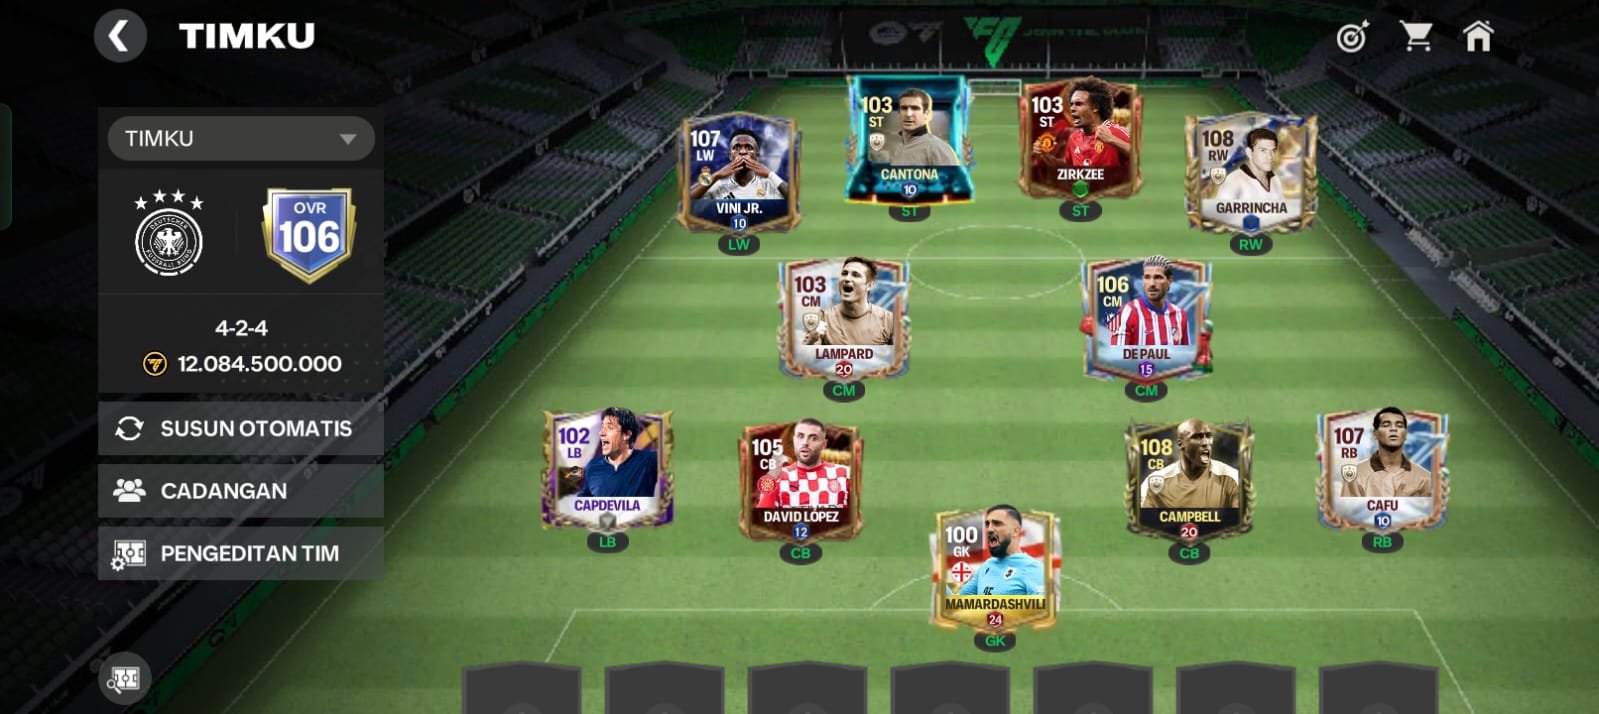 TIMKU
TIMKU
OVR
106
4-2-4
12.084.500.000
SUSUN OTOMATIS
CADANGAN
PENGEDITAN TIM
107
LW
VINI JR.
10
LW
103
ST
CANTONA
10
ST
103
ST
ZIRKZEE
ST
108
RW
GARRINCHA
RW
103
CM
LAMPARD
20
CM
106
CM
DE PAUL
15
CM
102
LB
CAPDEVILA
LB
105
CB
DAVID LÓPEZ
12
CB
100
GK
MAMARDASHVILI
24
GK
108
CB
CAMPBELL
20
CB
107
RB
CAFU
10
RB